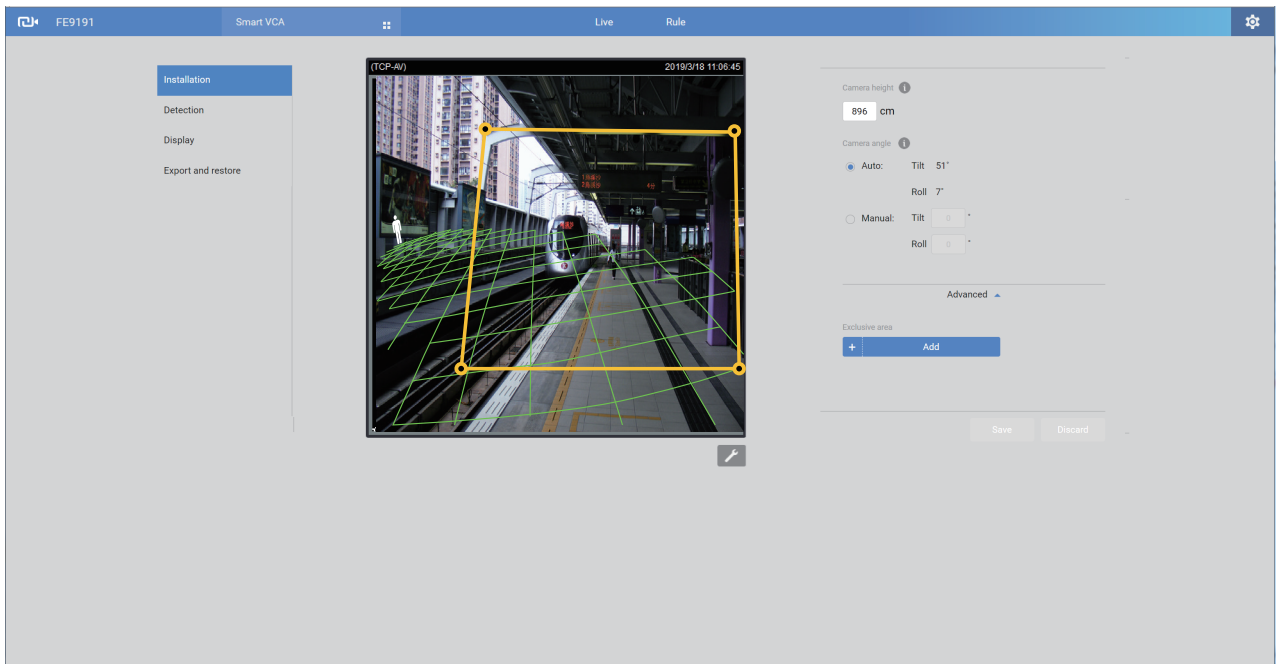 FE9191
Smart VCA
Live
Rule
Installation
Detection
Display
Export and restore
(TCP-AV)
2019/3/18 11:06:45
4分
Camera height i
896 cm
Camera angle i
Auto: Tilt 51°
Roll 7°
Manual: Tilt 0 °
Roll 0 °
Advanced
Exclusive area
+ Add
Save
Discard